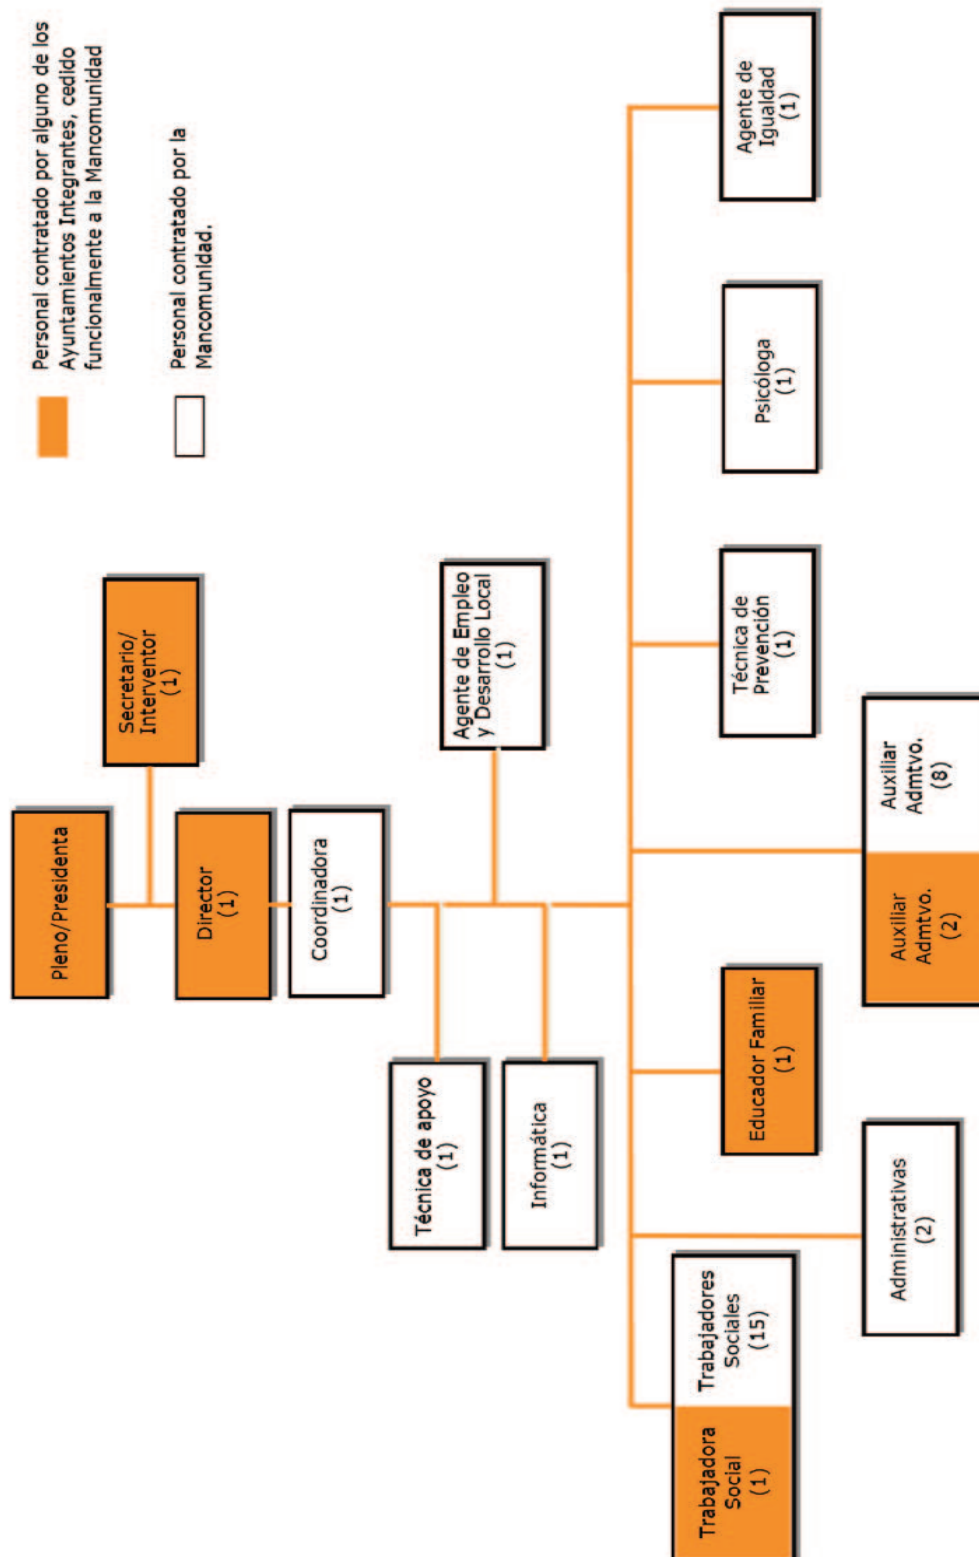 Pleno/Presidenta
Secretario/
Interventor
(1)
Director
(1)
Coordinadora
(1)
Personal contratado por alguno de los
Ayuntamientos Integrantes, cedido
funcionalmente a la Mancomunidad
Personal contratado por la
Mancomunidad.
Técnica de apoyo
(1)
Agente de Empleo
y Desarrollo Local
(1)
Informática
(1)
Trabajadora
Social
(1)
Trabajadores
Sociales
(15)
Administrativas
(2)
Educador Familiar
(1)
Auxiliar
Admtvo.
(2)
Auxiliar
Admtvo.
(8)
Técnica de
Prevención
(1)
Psicóloga
(1)
Agente de
Igualdad
(1)